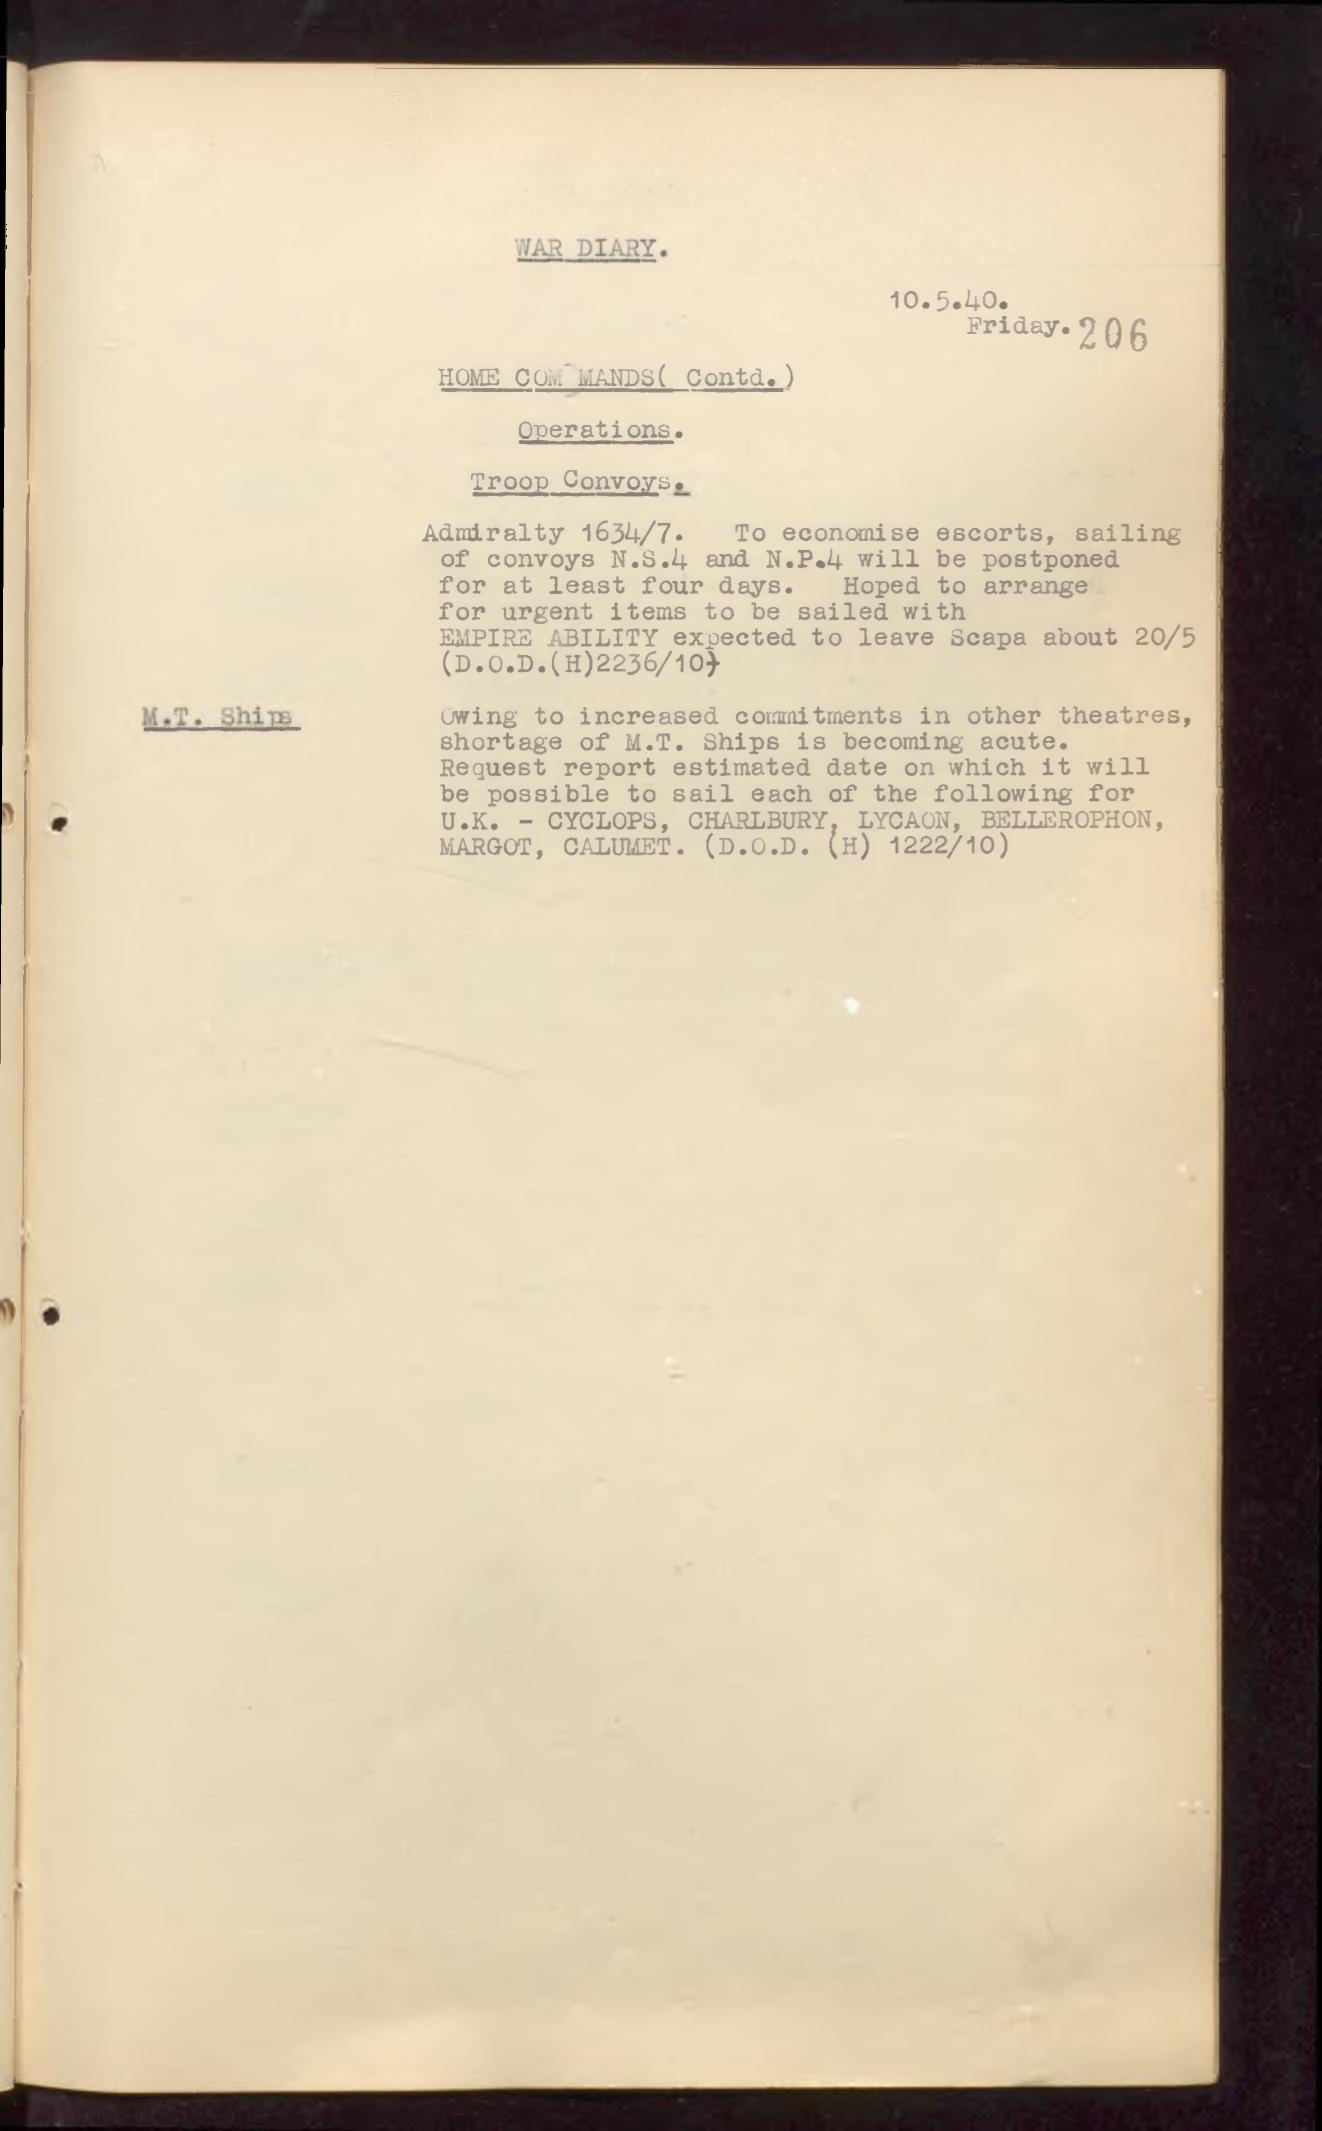 WAR DIARY.
10.5.40.
Friday. 206
HOME COMMANDS( Contd.)
Operations.
Troop Convoys.
Admiralty 1634/7. To economise escorts, sailing
of convoys N.S.4 and N.P.4 will be postponed
for at least four days. Hoped to arrange
for urgent items to be sailed with
EMPIRE ABILITY expected to leave Scapa about 20/5
(D.O.D.(H)2236/10)
M.T. Ships
Owing to increased commitments in other theatres,
shortage of M.T. Ships is becoming acute.
Request report estimated date on which it will
be possible to sail each of the following for
U.K. - CYCLOPS, CHARLBURY, LYCAON, BELLEROPHON,
MARGOT, CALUMET. (D.O.D. (H) 1222/10)